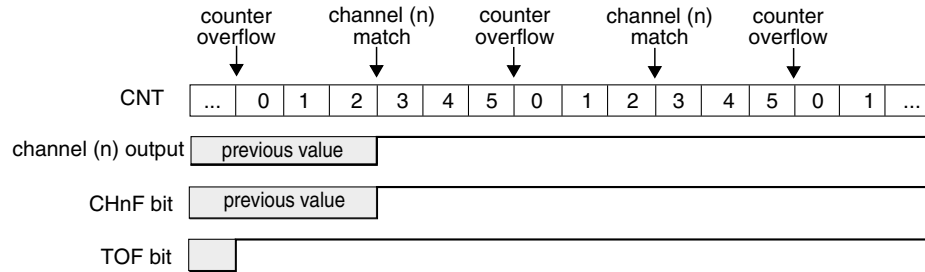 counter overflow
channel (n) match
counter overflow
channel (n) match
counter overflow
CNT ... 0 1 2 3 4 5 0 1 2 3 4 5 0 1 ...
channel (n) output previous value
CHnF bit previous value
TOF bit